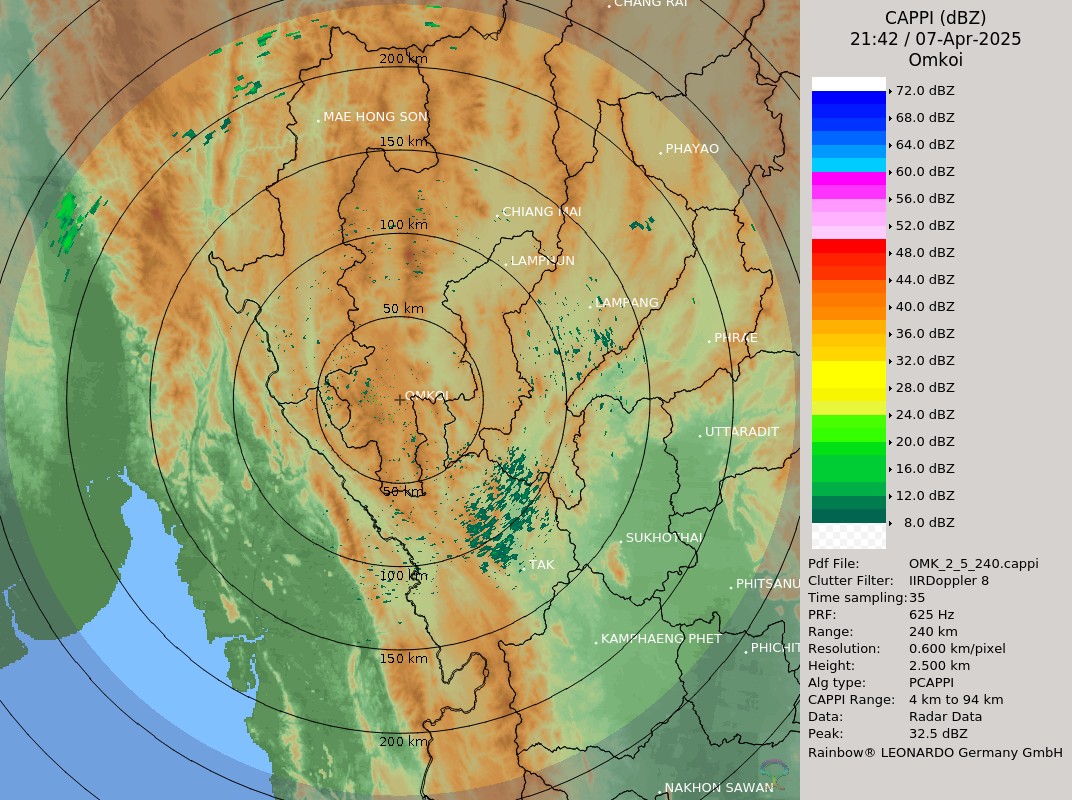 CHANG RAI
200 km
MAE HONG SON
150 km
PHAYAO
CHIANG MAI
100 km
LAMPHUN
LAMPANG
50 km
PHRAE
OMKOI
UTTARADIT
50 km
SUKHOTHAI
TAK
100 km
PHITSANU
KAMPHAENG PHET
PHICHIT
150 km
200 km
NAKHON SAWAN
CAPPI (dBZ)
21:42 / 07-Apr-2025
Omkoi
72.0 dBZ
68.0 dBZ
64.0 dBZ
60.0 dBZ
56.0 dBZ
52.0 dBZ
48.0 dBZ
44.0 dBZ
40.0 dBZ
36.0 dBZ
32.0 dBZ
28.0 dBZ
24.0 dBZ
20.0 dBZ
16.0 dBZ
12.0 dBZ
8.0 dBZ
Pdf File: OMK_2_5_240.cappi
Clutter Filter: IIRDoppler 8
Time sampling: 35
PRF: 625 Hz
Range: 240 km
Resolution: 0.600 km/pixel
Height: 2.500 km
Alg type: PCAPPI
CAPPI Range: 4 km to 94 km
Data: Radar Data
Peak: 32.5 dBZ
Rainbow® LEONARDO Germany GmbH